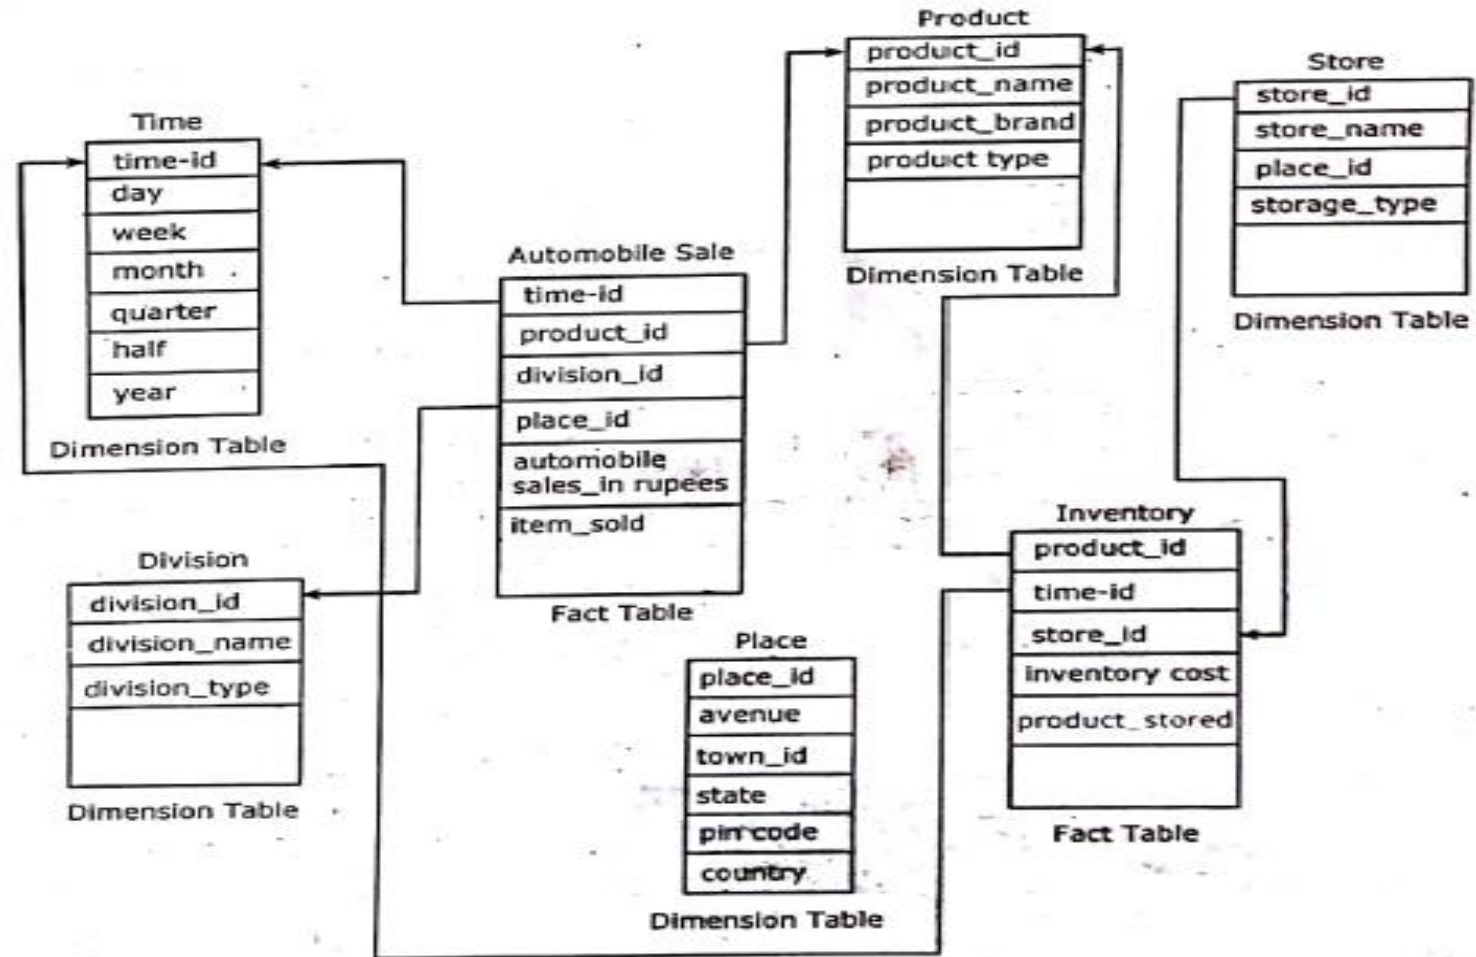 Product
product_id
product_name
product_brand
product type
Dimension Table
Store
store_id
store_name
place_id
storage_type
Dimension Table
Time
time-id
day
week
month
quarter
half
year
Dimension Table
Automobile Sale
time-id
product_id
division_id
place_id
automobile
sales_in rupees
item_sold
Fact Table
Division
division_id
division_name
division_type
Dimension Table
Place
place_id
avenue
town_id
state
pin code
country
Dimension Table
Inventory
product_id
time-id
store_id
inventory cost
product_stored
Fact Table